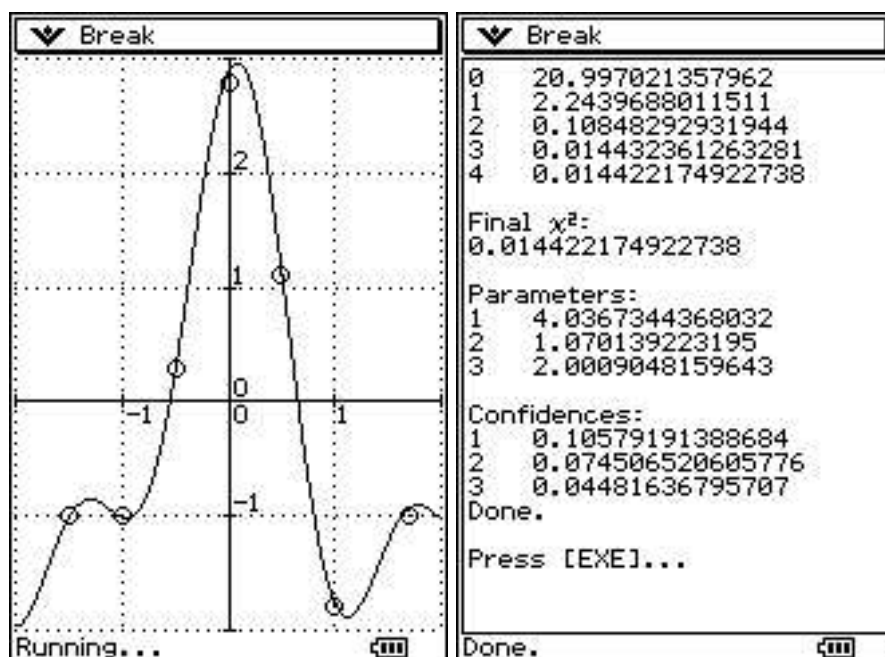 Break
2
1
0
-1
0
1
-1
Running...
Break
0 20.997021357962
1 2.2439688011511
2 0.10848292931944
3 0.014432361263281
4 0.014422174922738
Final χ²:
0.014422174922738
Parameters:
1 4.0367344368032
2 1.070139223195
3 2.0009048159643
Confidences:
1 0.10579191388684
2 0.074506520605776
3 0.04481636795707
Done.
Press [EXE]...
Done.